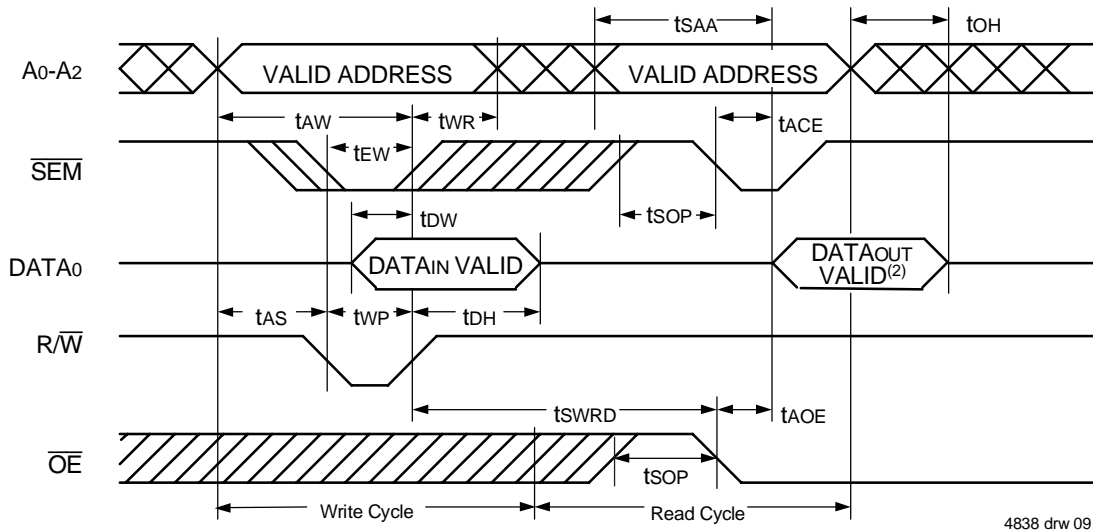 tSAA
tOH
A0-A2
VALID ADDRESS
VALID ADDRESS
tAW
tWR
tACE
tEW
SEM
tSOP
tDW
DATA0
DATAIN VALID
DATAOUT
VALID(2)
tAS
tWP
tDH
R/W
tSWRD
tAOE
OE
tSOP
Write Cycle
Read Cycle
4838 drw 09